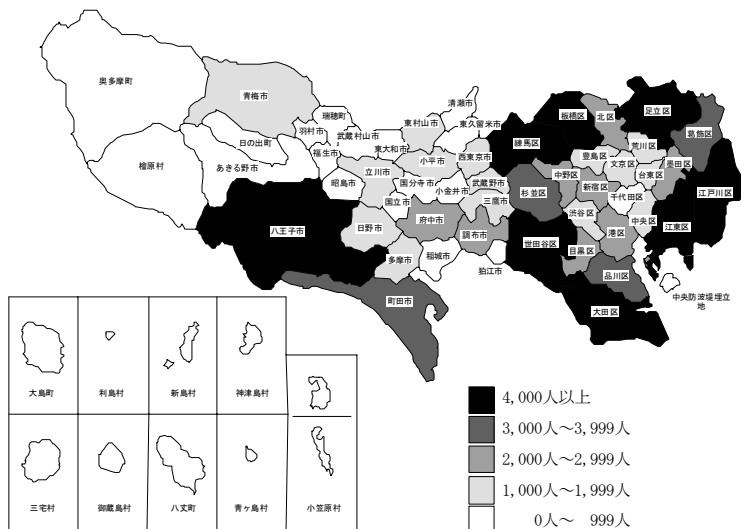 奥多摩町
青梅市
瑞穂町
清瀬市
羽村市
武蔵村山市
東村山市
東久留米市
日の出町
福生市
東大和市
小平市
西東京市
檜原村
あきる野市
昭島市
立川市
国分寺市
小金井市
武蔵野市
国立市
三鷹市
八王子市
日野市
府中市
調布市
多摩市
稲城市
狛江市
町田市
板橋区
北区
足立区
葛飾区
練馬区
豊島区
荒川区
文京区
墨田区
中野区
新宿区
台東区
江戸川区
杉並区
千代田区
渋谷区
中央区
江東区
世田谷区
目黒区
港区
品川区
大田区
中央防波堤埋立
地
大島町
利島村
新島村
神津島村
三宅村
御蔵島村
八丈町
青ヶ島村
小笠原村
4,000人以上
3,000人～3,999人
2,000人～2,999人
1,000人～1,999人
0人～ 999人